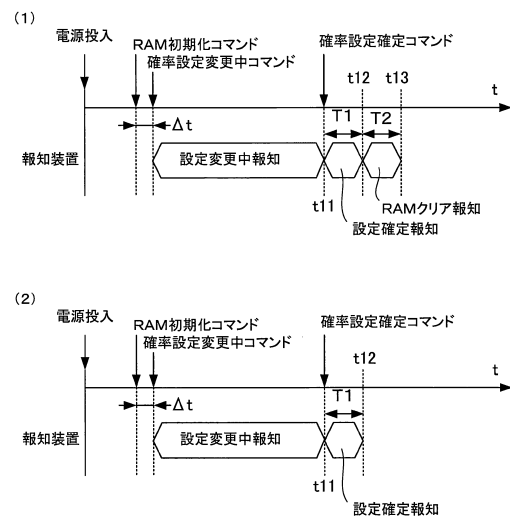 (1)
電源投入
RAM初期化コマンド
確率設定変更中コマンド
確率設定確定コマンド
t12 t13
t
Δt
T1 T2
報知装置
設定変更中報知
t11
RAMクリア報知
設定確定報知
(2)
電源投入
RAM初期化コマンド
確率設定変更中コマンド
確率設定確定コマンド
t12
t
Δt
T1
報知装置
設定変更中報知
t11
設定確定報知